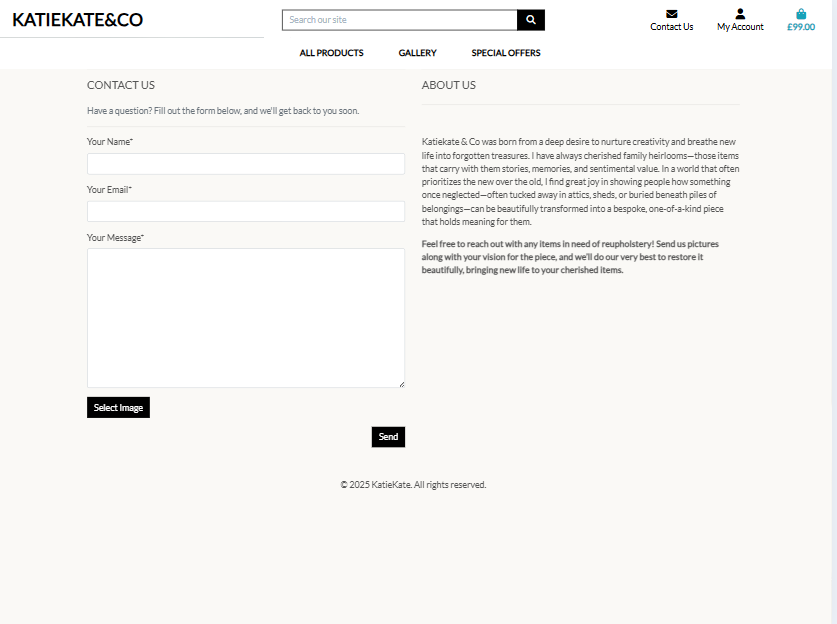 KATIEKATE&CO
Search our site
Contact Us
My Account
£99.00
ALL PRODUCTS
GALLERY
SPECIAL OFFERS
CONTACT US
Have a question? Fill out the form below, and we'll get back to you soon.
Your Name*
Your Email*
Your Message*
Select Image
Send
ABOUT US
Katiekate & Co was born from a deep desire to nurture creativity and breathe new
life into forgotten treasures. I have always cherished family heirlooms—those items
that carry with them stories, memories, and sentimental value. In a world that often
prioritizes the new over the old, I find great joy in showing people how something
once neglected—often tucked away in attics, sheds, or buried beneath piles of
belongings—can be beautifully transformed into a bespoke, one-of-a-kind piece
that holds meaning for them.
Feel free to reach out with any items in need of reupholstery! Send us pictures
along with your vision for the piece, and we'll do our very best to restore it
beautifully, bringing new life to your cherished items.
© 2025 KatieKate. All rights reserved.